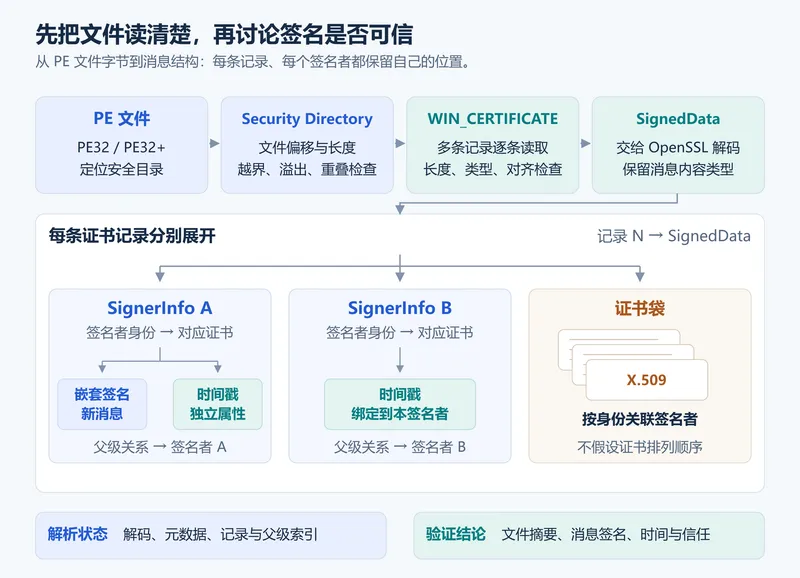 先把文件读清楚，再讨论签名是否可信
从 PE 文件字节到消息结构：每条记录、每个签名者都保留自己的位置。
PE 文件
PE32 / PE32+
定位安全目录
Security Directory
文件偏移与长度
越界、溢出、重叠检查
WIN_CERTIFICATE
多条记录逐条读取
长度、类型、对齐检查
SignedData
交给 OpenSSL 解码
保留消息内容类型
每条证书记录分别展开
记录 N → SignedData
SignerInfo A
签名者身份 → 对应证书
嵌套签名
新消息
时间戳
独立属性
父级关系 → 签名者 A
SignerInfo B
签名者身份 → 对应证书
时间戳
绑定到本签名者
父级关系 → 签名者 B
证书袋
X.509
按身份关联签名者
不假设证书排列顺序
解析状态 解码、元数据、记录与父级索引
验证结论 文件摘要、消息签名、时间与信任